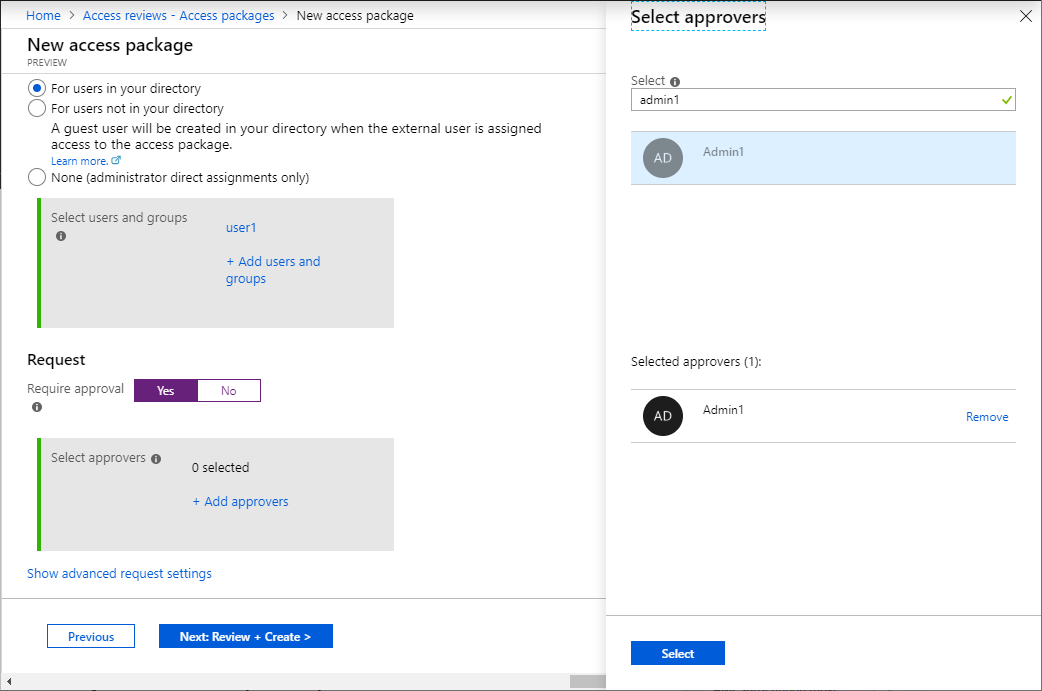 Home > Access reviews - Access packages > New access package
New access package
PREVIEW
For users in your directory
For users not in your directory
A guest user will be created in your directory when the external user is assigned
access to the access package.
Learn more.
None (administrator direct assignments only)
Select users and groups
user1
+ Add users and
groups
Request
Require approval
Yes
No
Select approvers
0 selected
+ Add approvers
Show advanced request settings
Previous
Next: Review + Create >
Select approvers
Select
admin1
AD
Admin1
Selected approvers (1):
AD
Admin1
Remove
Select